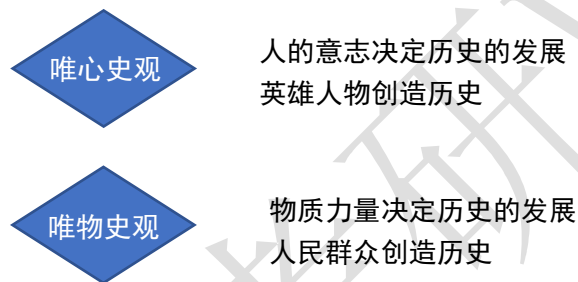 唯心史观
人的意志决定历史的发展
英雄人物创造历史
唯物史观
物质力量决定历史的发展
人民群众创造历史